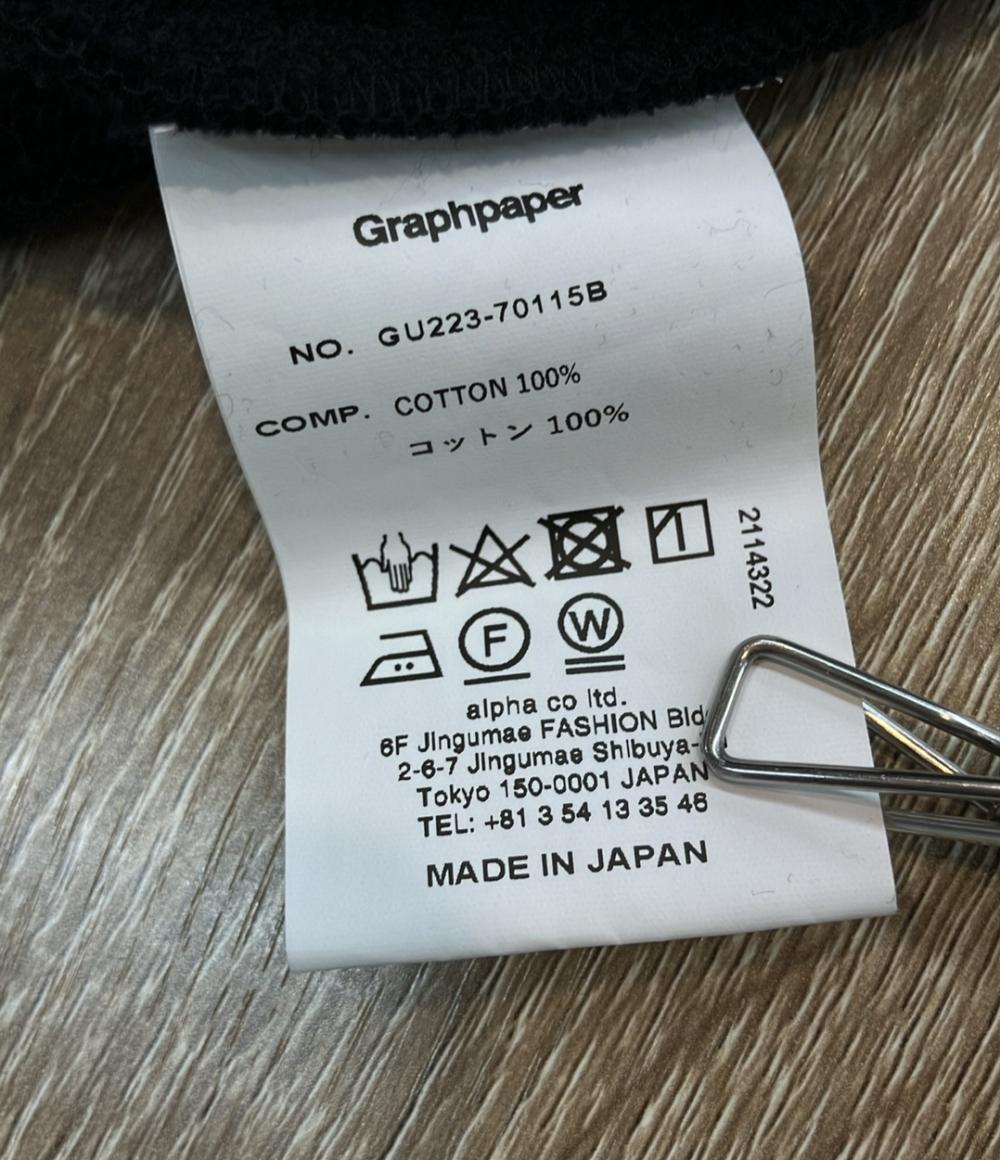 Graphpaper
NO. GU223-70115B
COMP. COTTON 100%
コットン 100%
2114322
F W
alpha co ltd.
6F JIngumae FASHION Bld
2-6-7 JIngumae ShIbuya-
Tokyo 150-0001 JAPAN
TEL: +81 3 54 13 35 46
MADE IN JAPAN